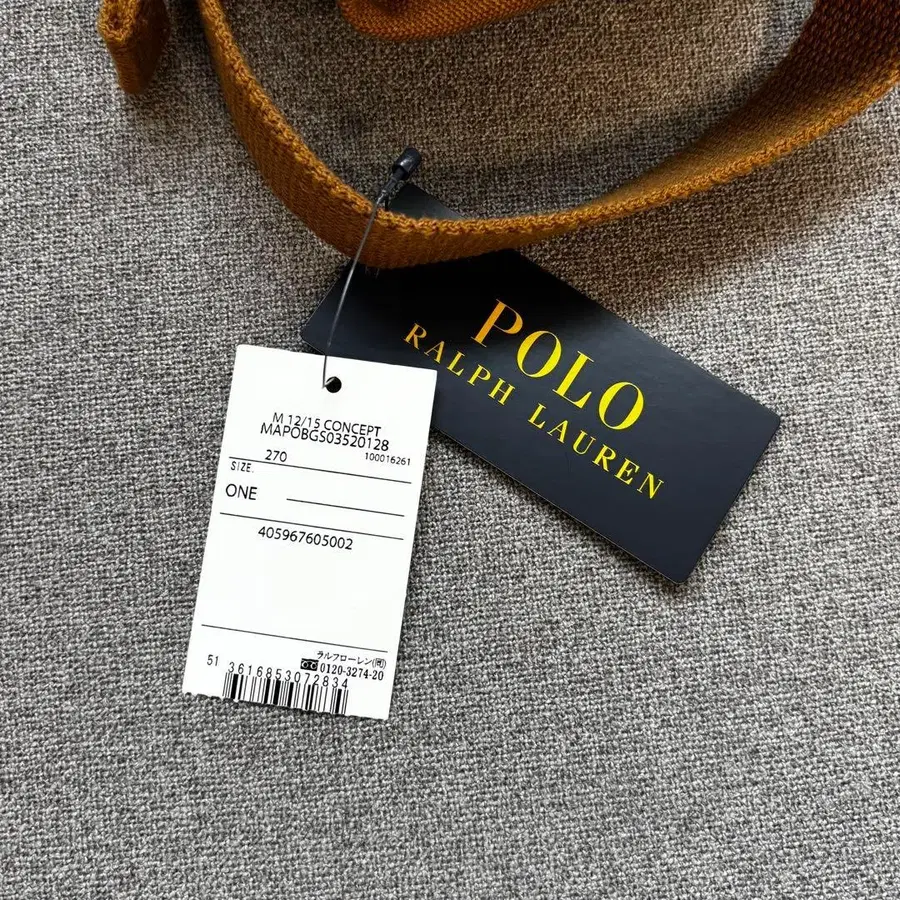 POLO
RALPH LAUREN
M 12/15 CONCEPT
MAPOBGS03520128
270 100016261
SIZE.
ONE
405967605002
ラルフローレン(同)
0120-3274-20
51 3616853072834